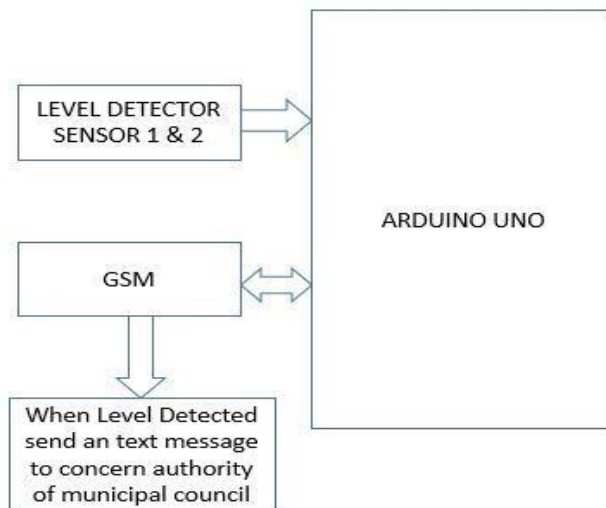 LEVEL DETECTOR
SENSOR 1 & 2
ARDUINO UNO
GSM
When Level Detected
send an text message
to concern authority
of municipal council